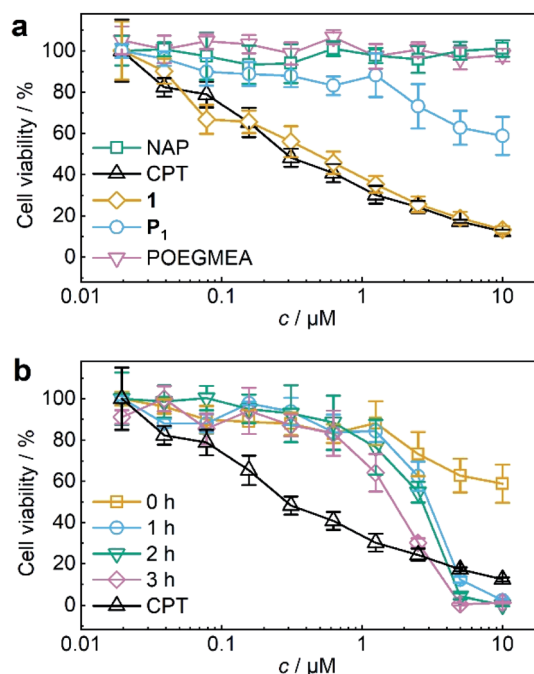 a
Cell viability / %
100
80
60
40
20
0
NAP
CPT
1
P1
POEGMEA
0.01
0.1
1
10
c / µM
b
Cell viability / %
100
80
60
40
20
0
0 h
1 h
2 h
3 h
CPT
0.01
0.1
1
10
c / µM